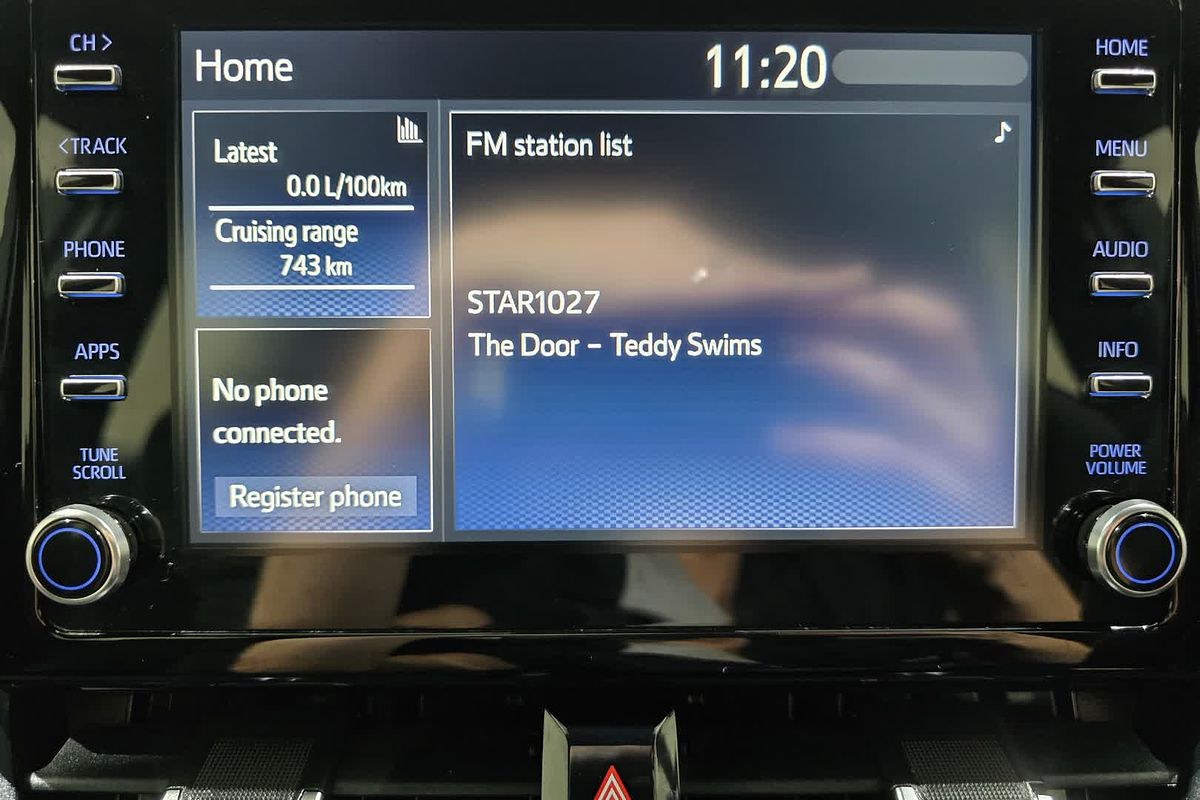 CH >
<TRACK
PHONE
APPS
TUNE
SCROLL
Home
11:20
Latest
0.0 L/100km
Cruising range
743 km
No phone
connected.
Register phone
FM station list
STAR1027
The Door – Teddy Swims
HOME
MENU
AUDIO
INFO
POWER
VOLUME